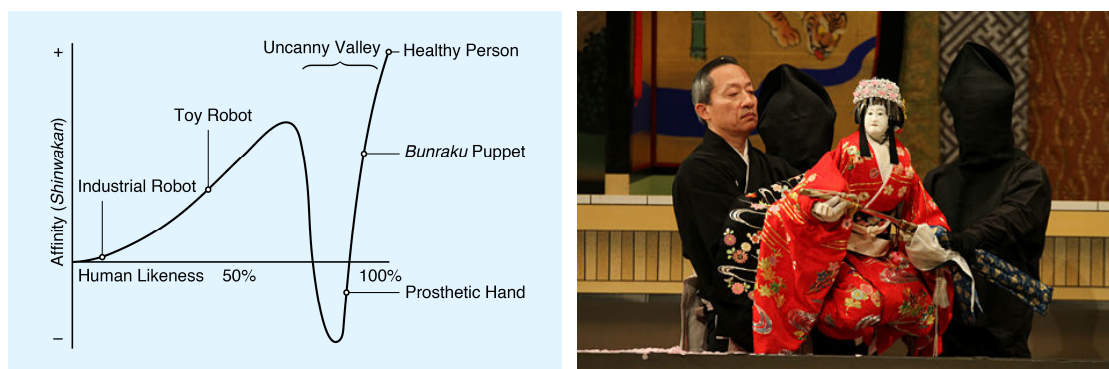 +
Uncanny Valley
Healthy Person
Toy Robot
Bunraku Puppet
Industrial Robot
Affinity (Shinwakan)
Human Likeness 50% 100%
Prosthetic Hand
–